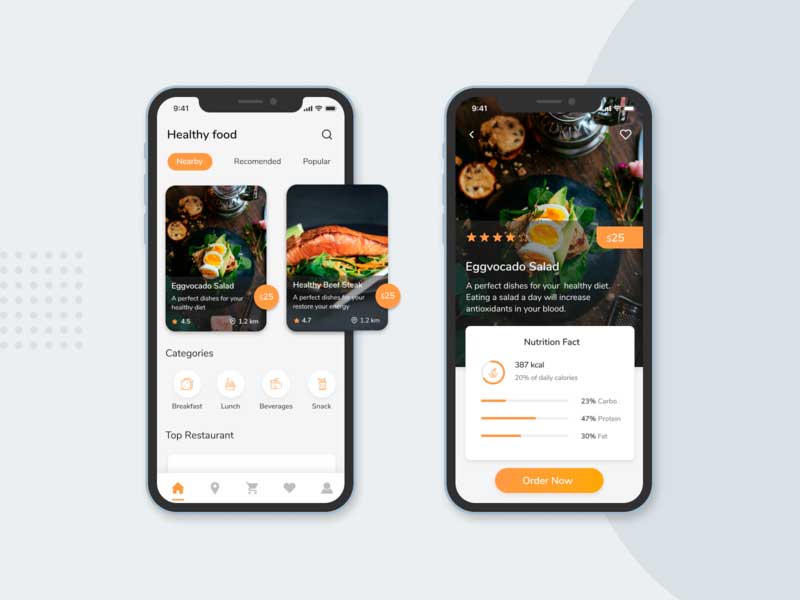 9:41
Healthy food
Nearby Recomended Popular
Eggvocado Salad
A perfect dishes for your
healthy diet
$25
4.5 1.2 km
Healthy Beef Steak
A perfect dishes for your
restore your energy
$25
4.7 1.2 km
Categories
Breakfast Lunch Beverages Snack
Top Restaurant
9:41
$25
Eggvocado Salad
A perfect dishes for your healthy diet.
Eating a salad a day will increase
antioxidants in your blood.
Nutrition Fact
387 kcal
20% of daily calories
23% Carbo
47% Protein
30% Fat
Order Now